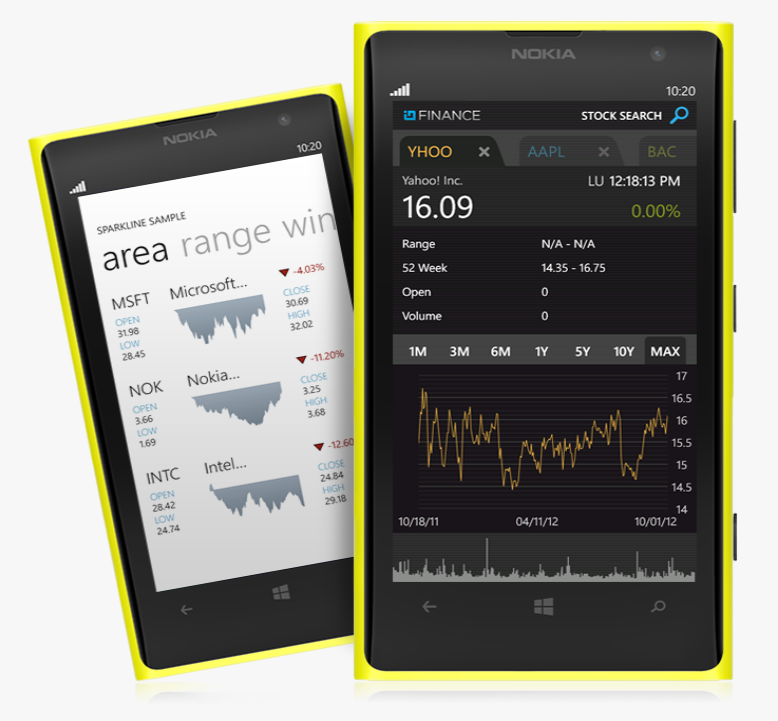 NOKIA
10:20
SPARKLINE SAMPLE
area range win
MSFT Microsoft... -4.03%
OPEN
31.98
LOW
28.45
CLOSE
30.69
HIGH
32.02
NOK Nokia... -11.20%
OPEN
3.66
LOW
1.69
CLOSE
3.25
HIGH
3.68
INTC Intel... -12.60
OPEN
28.42
LOW
24.74
CLOSE
24.84
HIGH
29.18
NOKIA
10:20
FINANCE STOCK SEARCH
YHOO × AAPL × BAC
Yahoo! Inc. LU 12:18:13 PM
16.09 0.00%
Range N/A - N/A
52 Week 14.35 - 16.75
Open 0
Volume 0
1M 3M 6M 1Y 5Y 10Y MAX
17
16.5
16
15.5
15
14.5
14
10/18/11 04/11/12 10/01/12